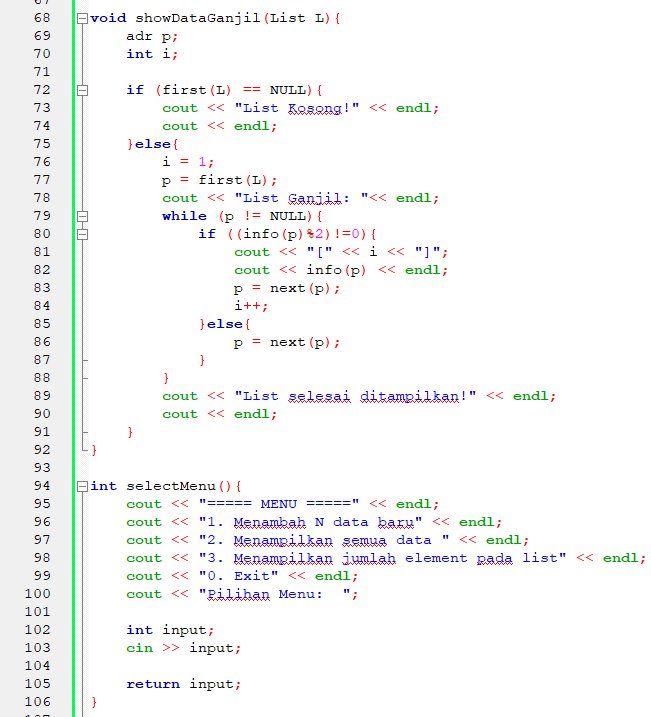 68 void showDataGanjil(List L){
69     adr p;
70     int i;
71
72     if (first(L) == NULL){
73         cout << "List Kosong!" << endl;
74         cout << endl;
75     }else{
76         i = 1;
77         p = first(L);
78         cout << "List Ganjil: "<< endl;
79         while (p != NULL){
80             if ((info(p)%2)!=0){
81                 cout << "[" << i << "]";
82                 cout << info(p) << endl;
83                 p = next(p);
84                 i++;
85             }else{
86                 p = next(p);
87             }
88         }
89         cout << "List selesai ditampilkan!" << endl;
90         cout << endl;
91     }
92 }
93
94 int selectMenu(){
95     cout << "===== MENU =====" << endl;
96     cout << "1. Menambah N data baru" << endl;
97     cout << "2. Menampilkan semua data " << endl;
98     cout << "3. Menampilkan jumlah element pada list" << endl;
99     cout << "0. Exit" << endl;
100     cout << "Pilihan Menu:  ";
101
102     int input;
103     cin >> input;
104
105     return input;
106 }